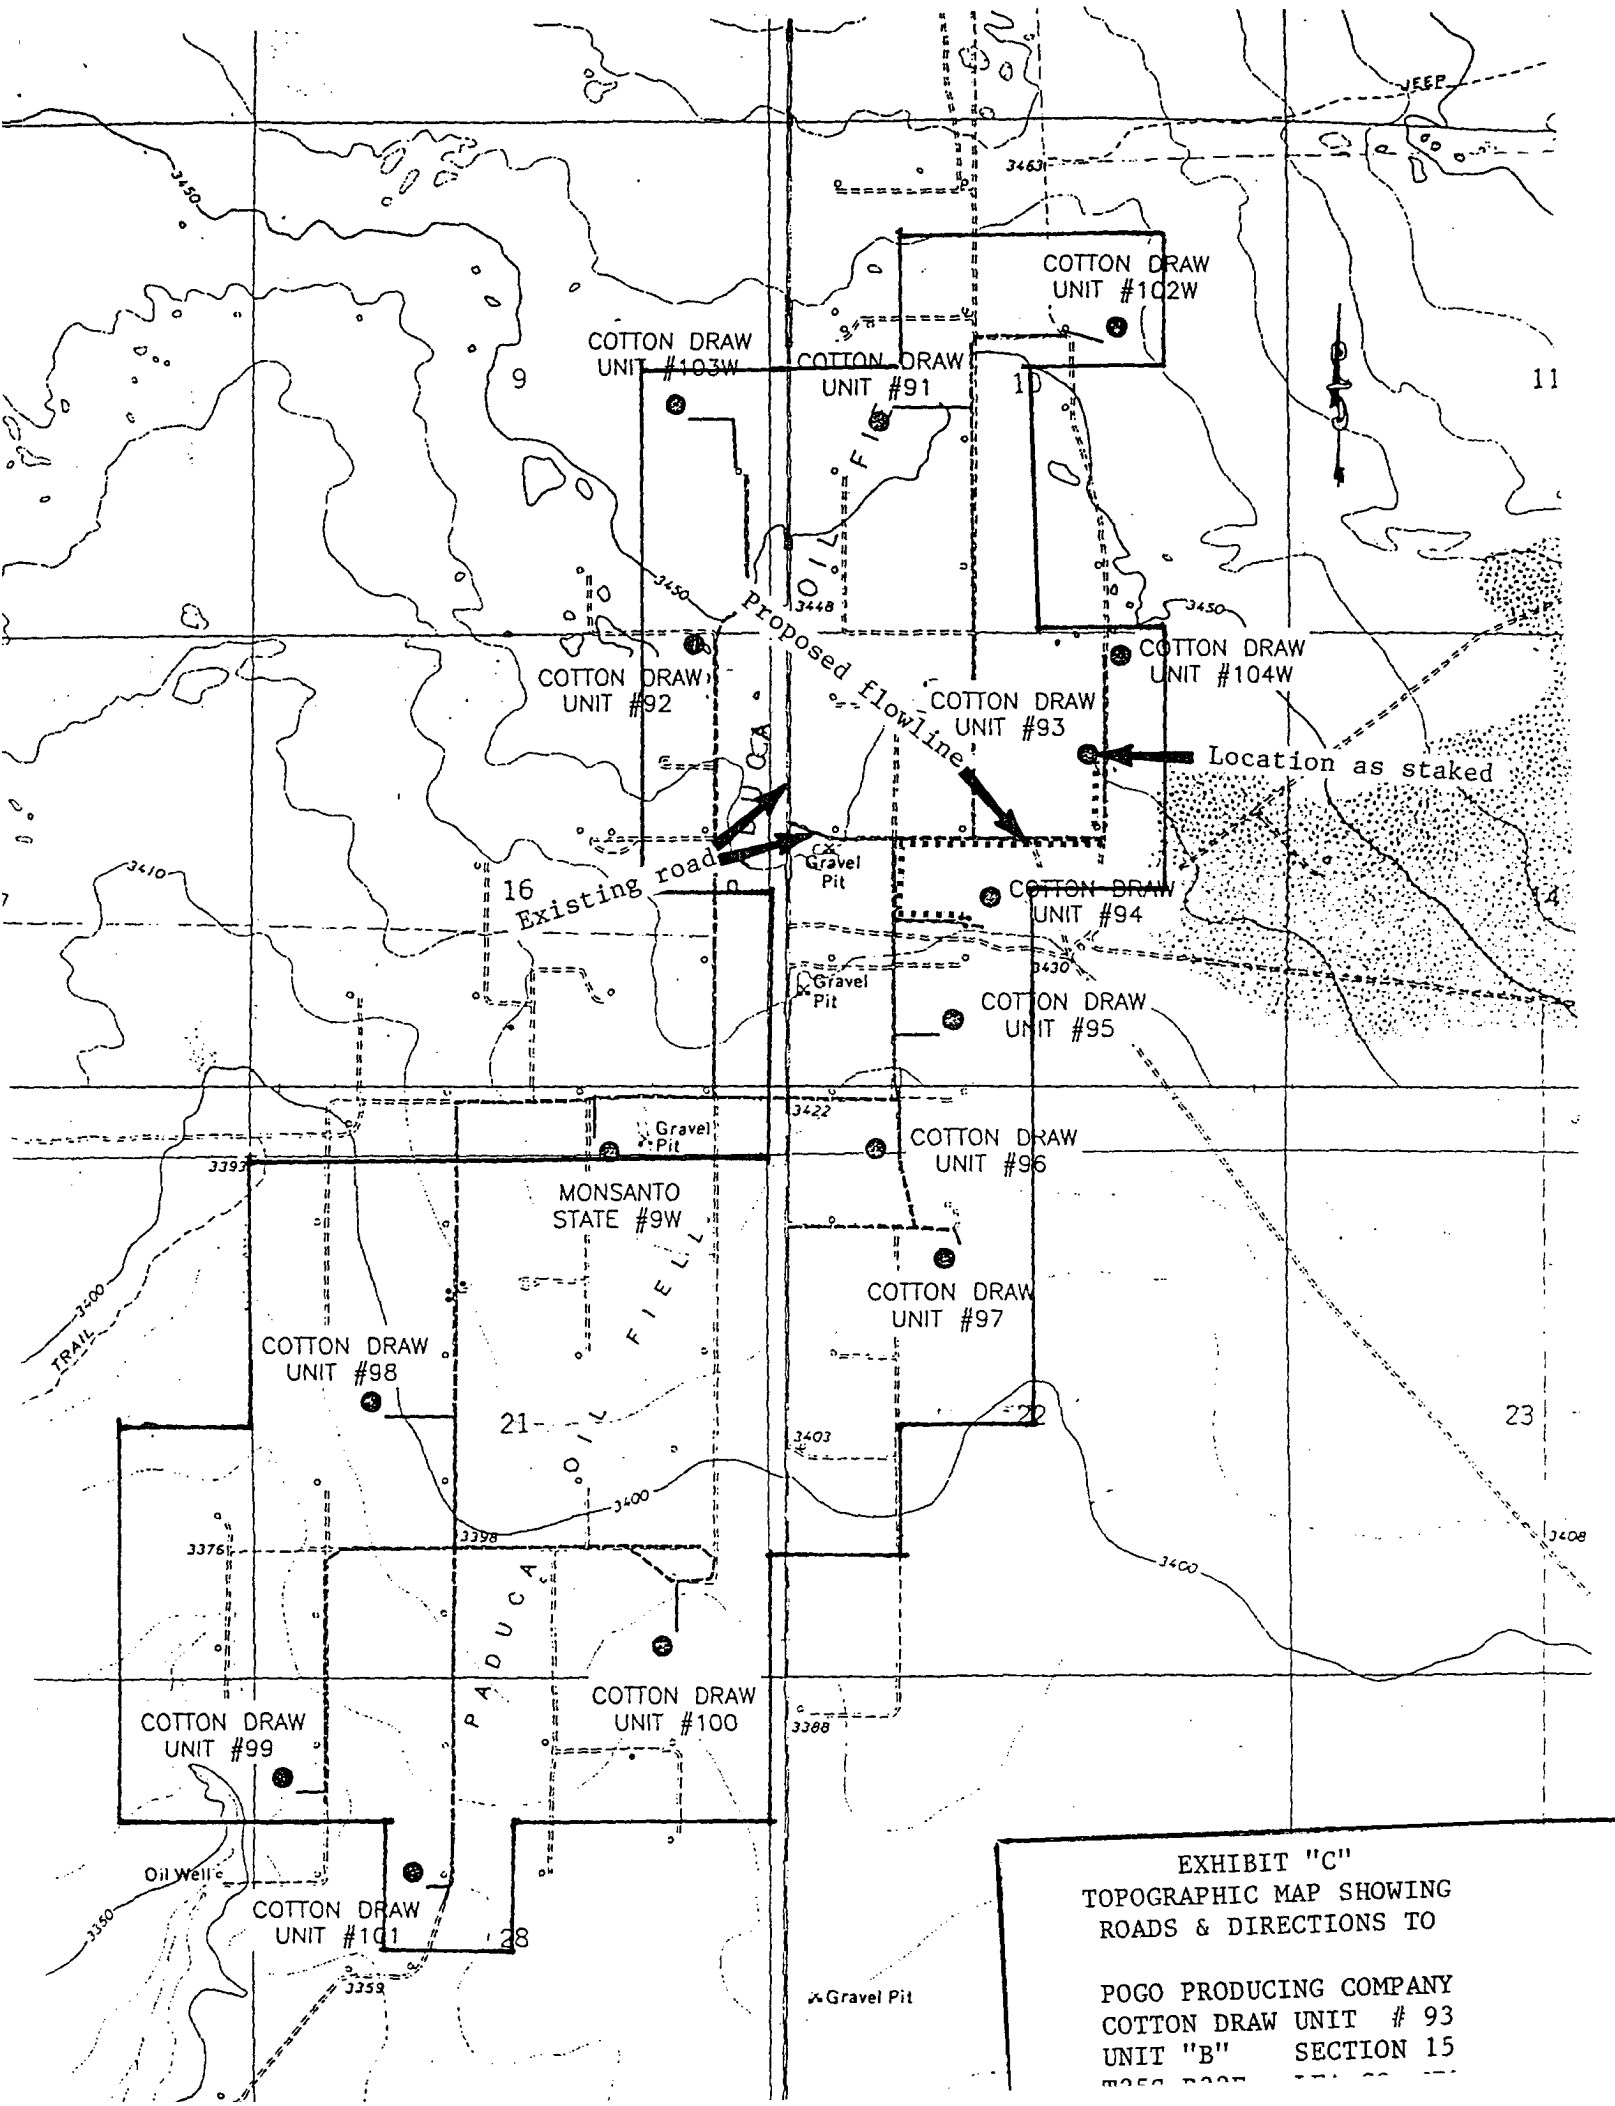 JEEP
3450
3463
COTTON DRAW
UNIT #102W
COTTON DRAW
UNIT #103W
COTTON DRAW
UNIT #91
9
10
11
OIL FI
3450
3448
3450
Proposed flowline
COTTON DRAW
UNIT #104W
COTTON DRAW
UNIT #92
COTTON DRAW
UNIT #93
Location as staked
Gravel
Pit
3410
16
Existing road
COTTON DRAW
UNIT #94
14
3430
Gravel
Pit
COTTON DRAW
UNIT #95
3422
Gravel
Pit
COTTON DRAW
UNIT #96
3393
MONSANTO
STATE #9W
3400
TRAIL
COTTON DRAW
UNIT #97
COTTON DRAW
UNIT #98
21
22
23
3403
PADUCA OIL FIELD
3400
3398
3376
3408
3400
COTTON DRAW
UNIT #100
COTTON DRAW
UNIT #99
3388
Oil Well
COTTON DRAW
UNIT #101
28
3350
3359
Gravel Pit
EXHIBIT "C"
TOPOGRAPHIC MAP SHOWING
ROADS & DIRECTIONS TO
POGO PRODUCING COMPANY
COTTON DRAW UNIT # 93
UNIT "B" SECTION 15